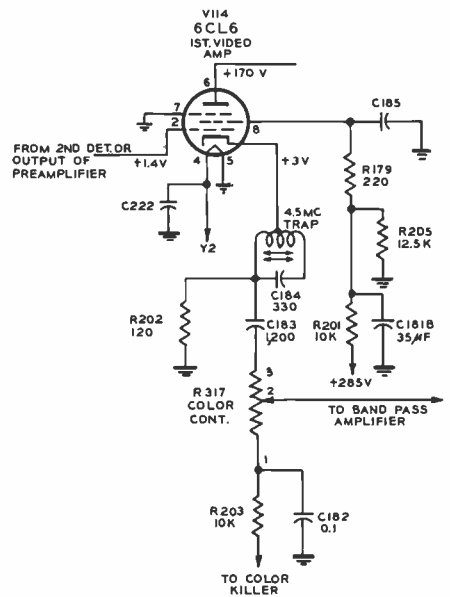 V114
6CL6
1ST. VIDEO
AMP
6
+170 V
7
2
8
C185
FROM 2ND DET. OR
OUTPUT OF
PREAMPLIFIER
+1.4V
4
5
+3V
R179
220
C222
Y2
4.5MC
TRAP
R205
12.5K
C184
330
R202
120
C183
1,200
R201
10K
C181B
35µF
+285V
R317
COLOR
CONT.
3
2
TO BAND PASS
AMPLIFIER
1
R203
10K
C182
0.1
TO COLOR
KILLER